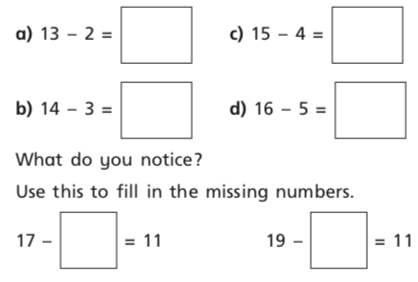 a) 13 – 2 =
c) 15 – 4 =
b) 14 – 3 =
d) 16 – 5 =
What do you notice?
Use this to fill in the missing numbers.
17 – = 11
19 – = 11